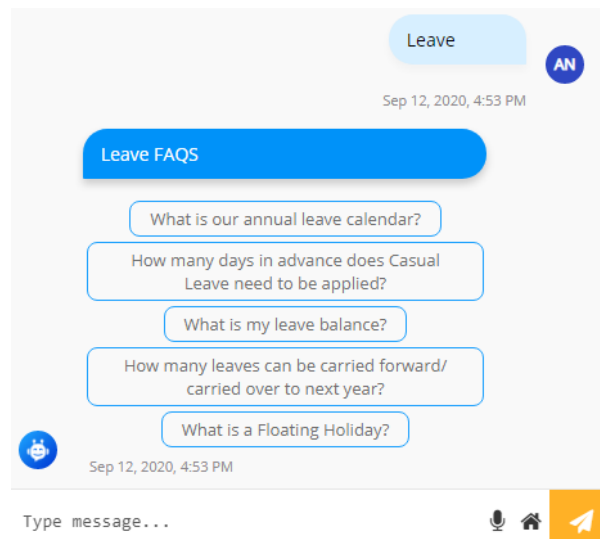 Leave
AN
Sep 12, 2020, 4:53 PM
Leave FAQS
What is our annual leave calendar?
How many days in advance does Casual
Leave need to be applied?
What is my leave balance?
How many leaves can be carried forward/
carried over to next year?
What is a Floating Holiday?
Sep 12, 2020, 4:53 PM
Type message...